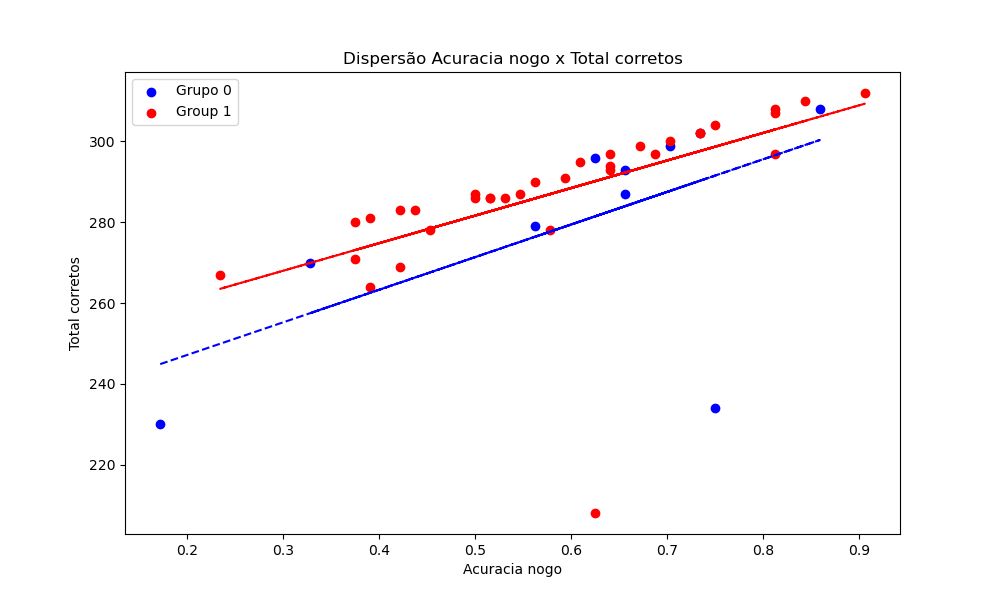 Dispersão Acuracia nogo x Total corretos
Grupo 0
Group 1
Total corretos
300
280
260
240
220
0.2 0.3 0.4 0.5 0.6 0.7 0.8 0.9
Acuracia nogo